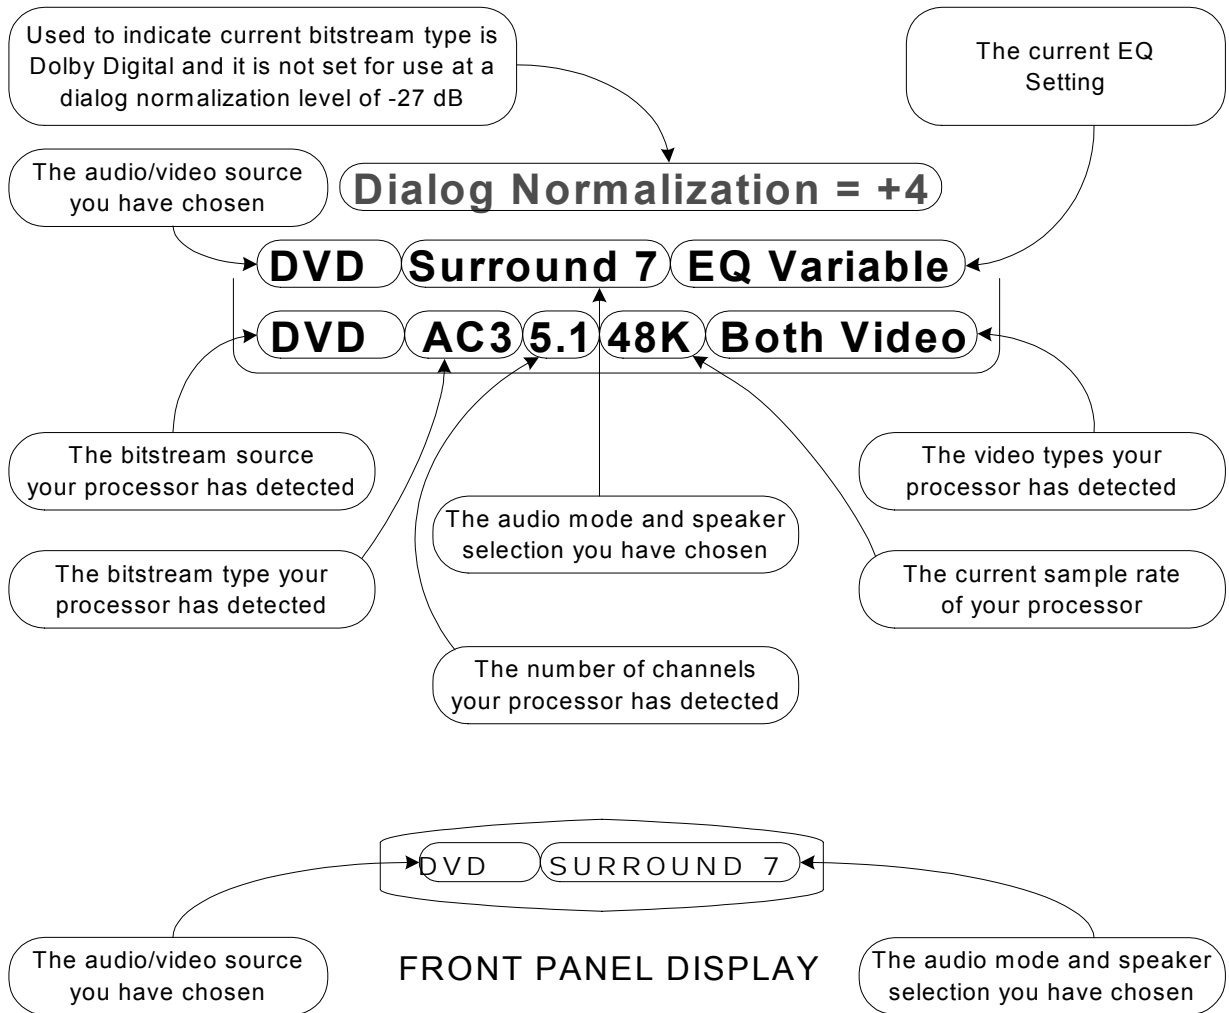 Used to indicate current bitstream type is
Dolby Digital and it is not set for use at a
dialog normalization level of -27 dB
The current EQ
Setting
The audio/video source
you have chosen
Dialog Normalization = +4
DVD Surround 7 EQ Variable
DVD AC3 5.1 48K Both Video
The bitstream source
your processor has detected
The video types your
processor has detected
The audio mode and speaker
selection you have chosen
The bitstream type your
processor has detected
The current sample rate
of your processor
The number of channels
your processor has detected
DVD SURROUND 7
The audio/video source
you have chosen
FRONT PANEL DISPLAY
The audio mode and speaker
selection you have chosen